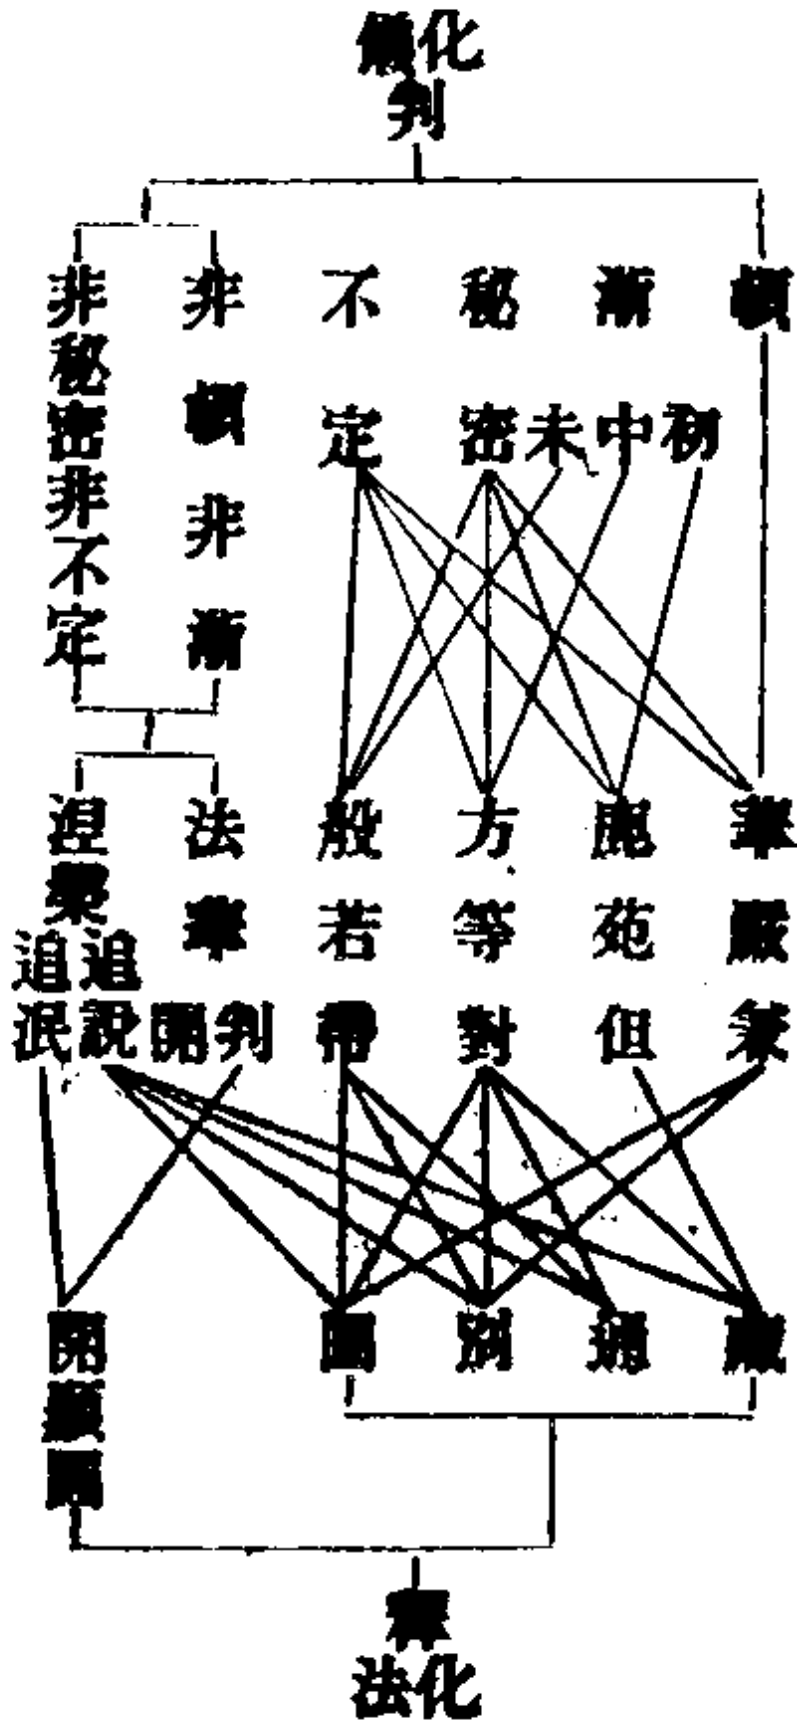 化儀
判
頓
漸
初
中
未
秘密
不定
非頓非漸
非秘密非不定
華嚴
兼
鹿苑
但
方等
對
般若
帶
法華
判
開
涅槃
追說
追泯
藏
通
別
圓
開顯圓
釋
化法